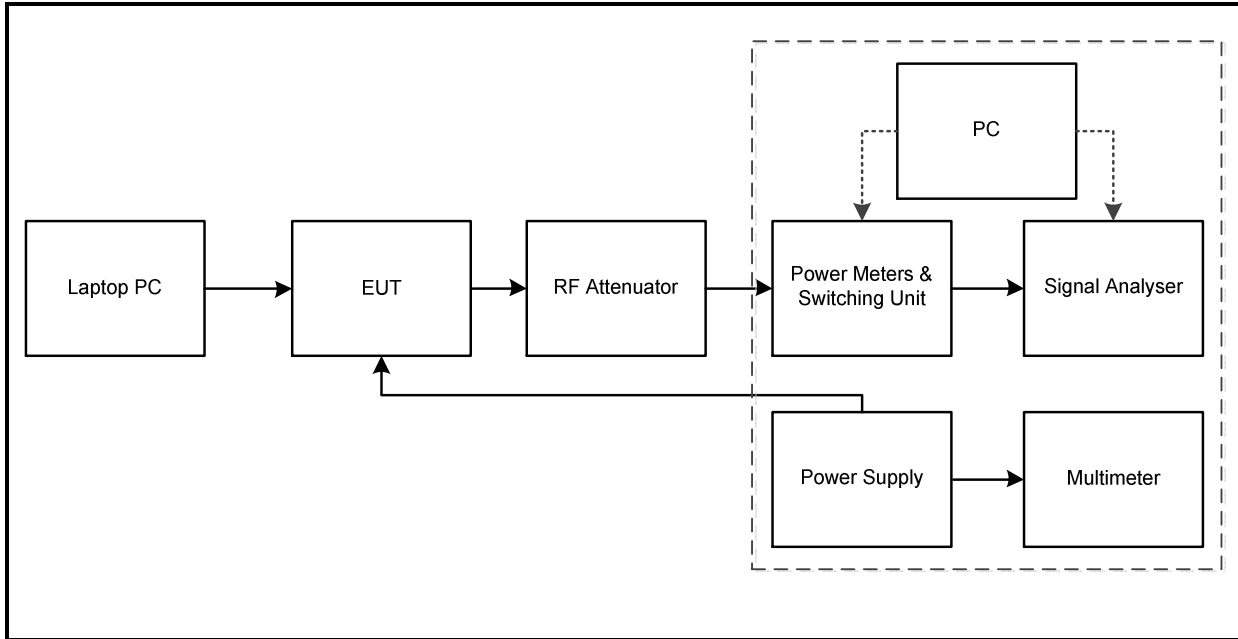 PC
Laptop PC
EUT
RF Attenuator
Power Meters &
Switching Unit
Signal Analyser
Power Supply
Multimeter